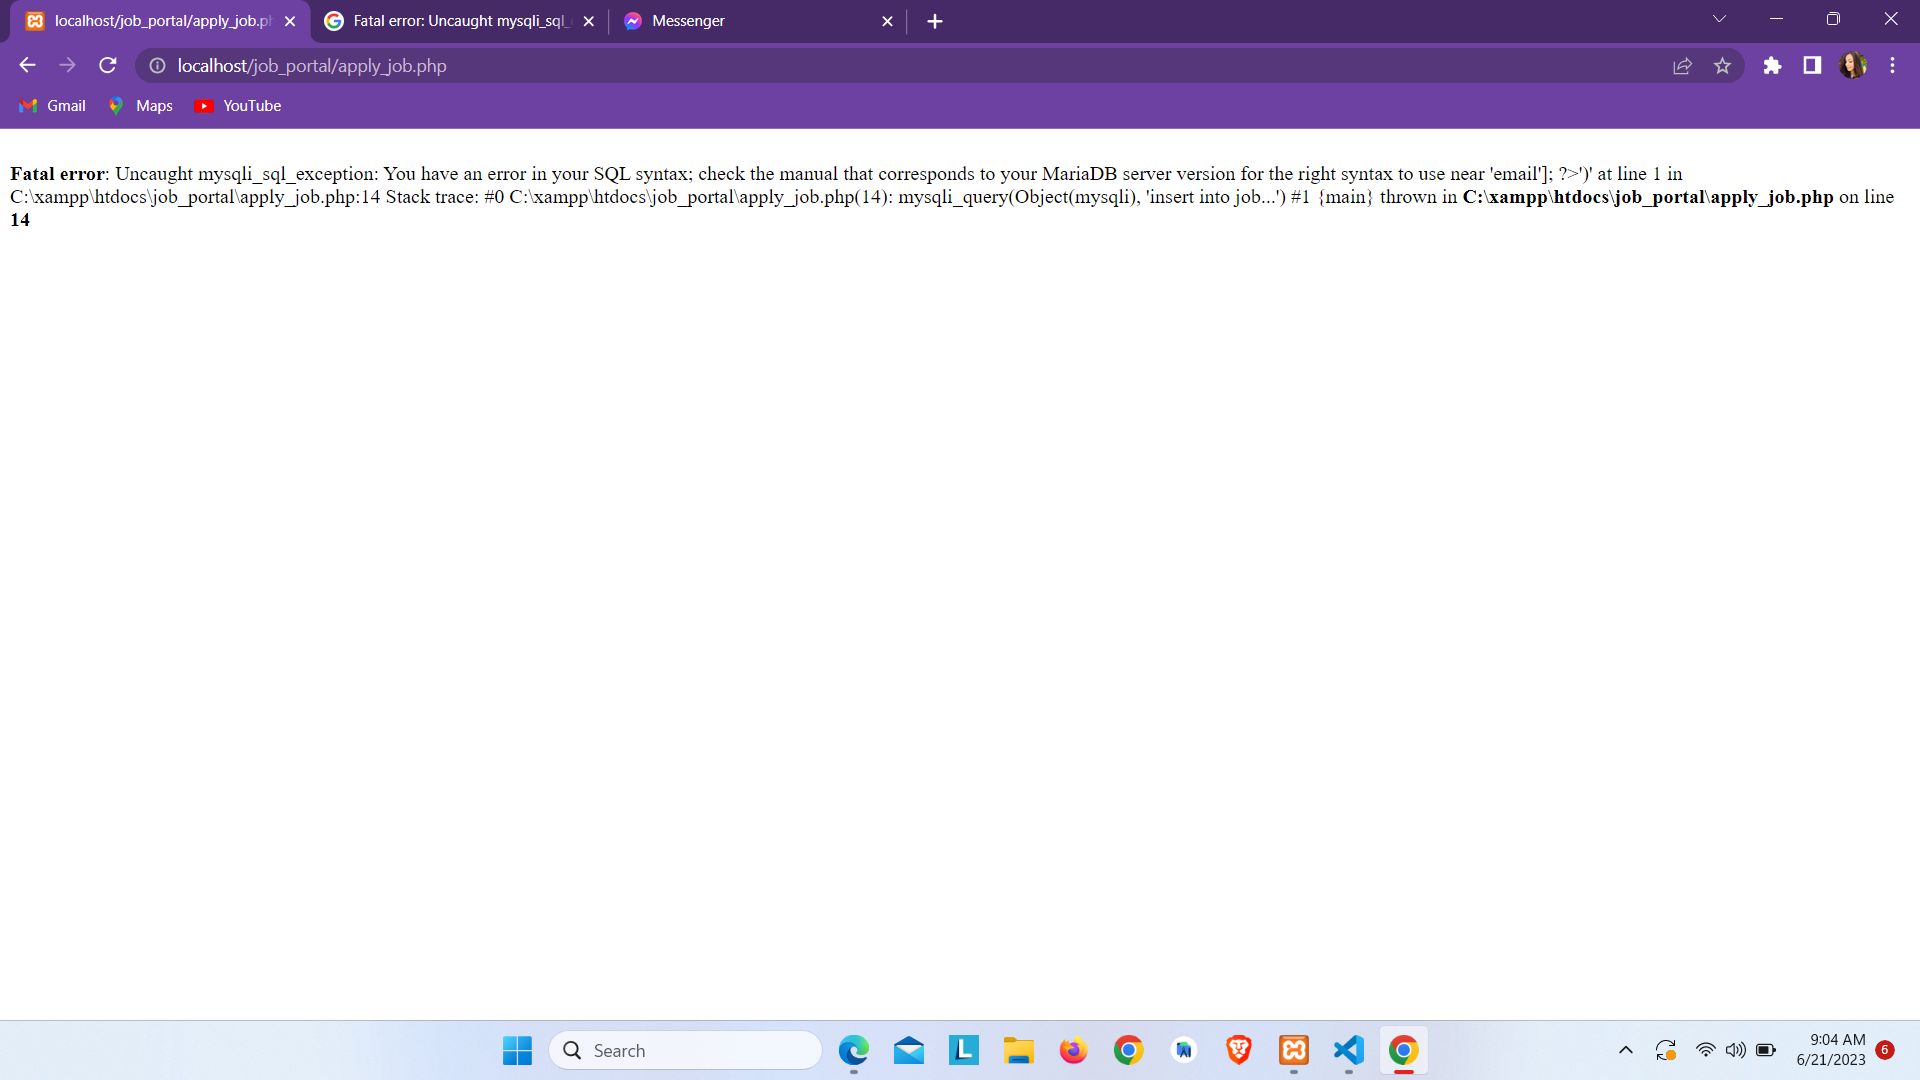 localhost/job_portal/apply_job.ph
Fatal error: Uncaught mysqli_sql_
Messenger
localhost/job_portal/apply_job.php
Gmail
Maps
YouTube
Fatal error: Uncaught mysqli_sql_exception: You have an error in your SQL syntax; check the manual that corresponds to your MariaDB server version for the right syntax to use near 'email']; ?>')' at line 1 in
C:\xampp\htdocs\job_portal\apply_job.php:14 Stack trace: #0 C:\xampp\htdocs\job_portal\apply_job.php(14): mysqli_query(Object(mysqli), 'insert into job...') #1 {main} thrown in C:\xampp\htdocs\job_portal\apply_job.php on line
14
Search
L
AI
9:04 AM
6/21/2023
6